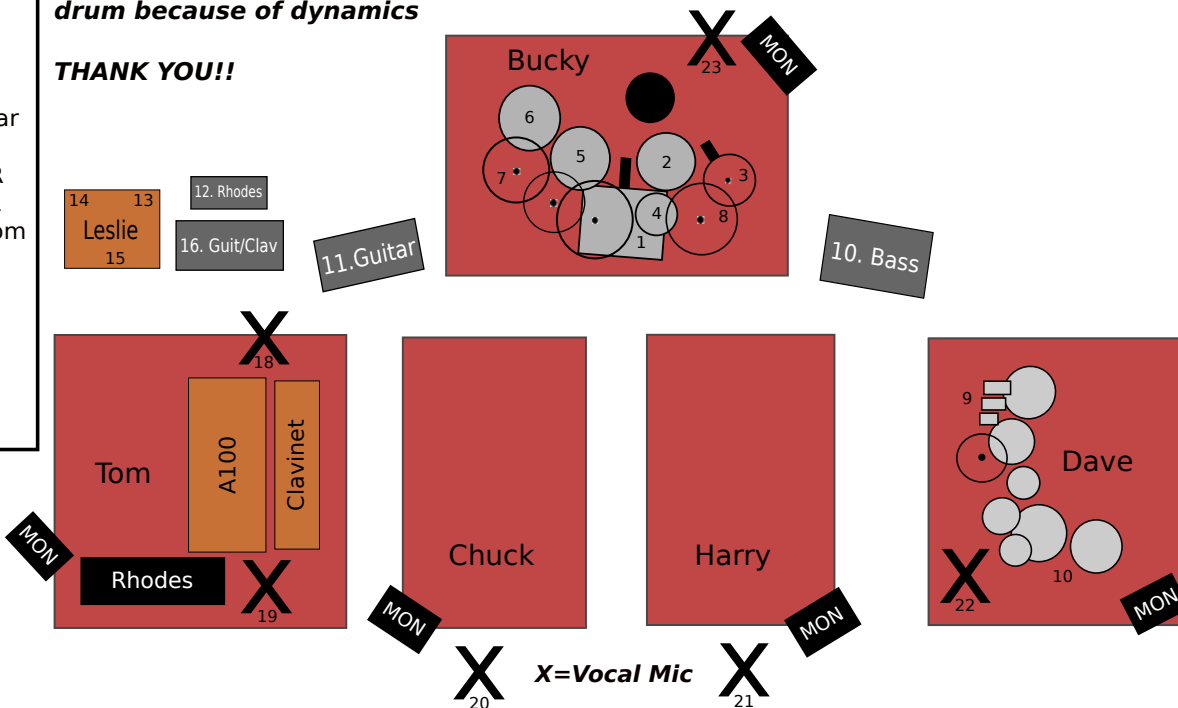 drum because of dynamics
THANK YOU!!
ar
R
om
Bucky
23
MON
6
5
2
7
3
4
8
1
14
13
Leslie
15
12. Rhodes
16. Guit/Clav
11.Guitar
10. Bass
18
Tom
A100
Clavinet
MON
Rhodes
19
Chuck
MON
20
X=Vocal Mic
Harry
MON
21
9
Dave
10
22
MON